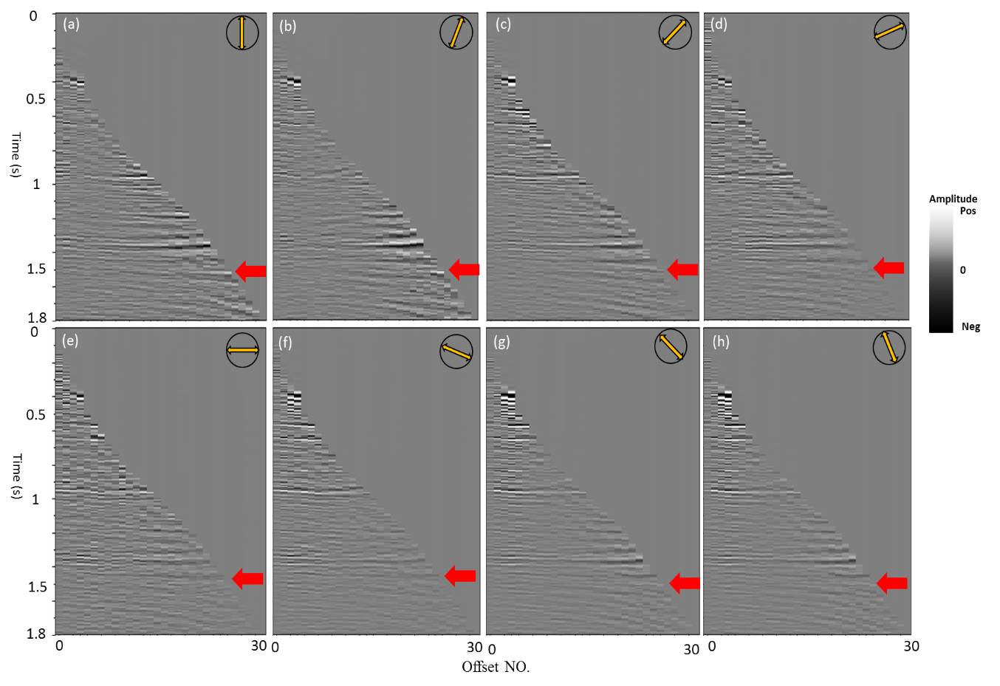 0
(a)
(b)
(c)
(d)
0.5
Time (s)
1
1.5
1.8
Amplitude
Pos
0
Neg
0
(e)
(f)
(g)
(h)
0.5
Time (s)
1
1.5
1.8
0
30 0
30 0
30 0
30
Offset NO.